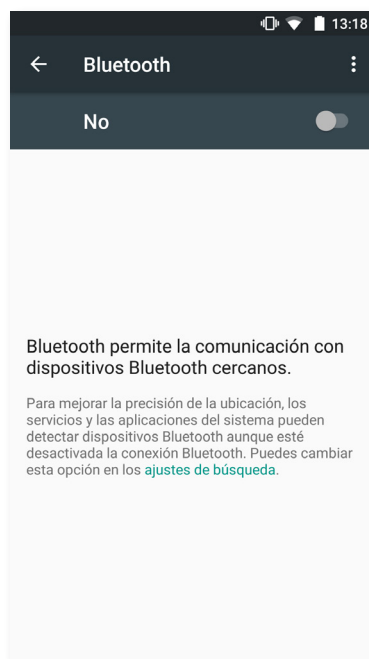 13:18
Bluetooth
No
Bluetooth permite la comunicación con
dispositivos Bluetooth cercanos.
Para mejorar la precisión de la ubicación, los
servicios y las aplicaciones del sistema pueden
detectar dispositivos Bluetooth aunque esté
desactivada la conexión Bluetooth. Puedes cambiar
esta opción en los ajustes de búsqueda.